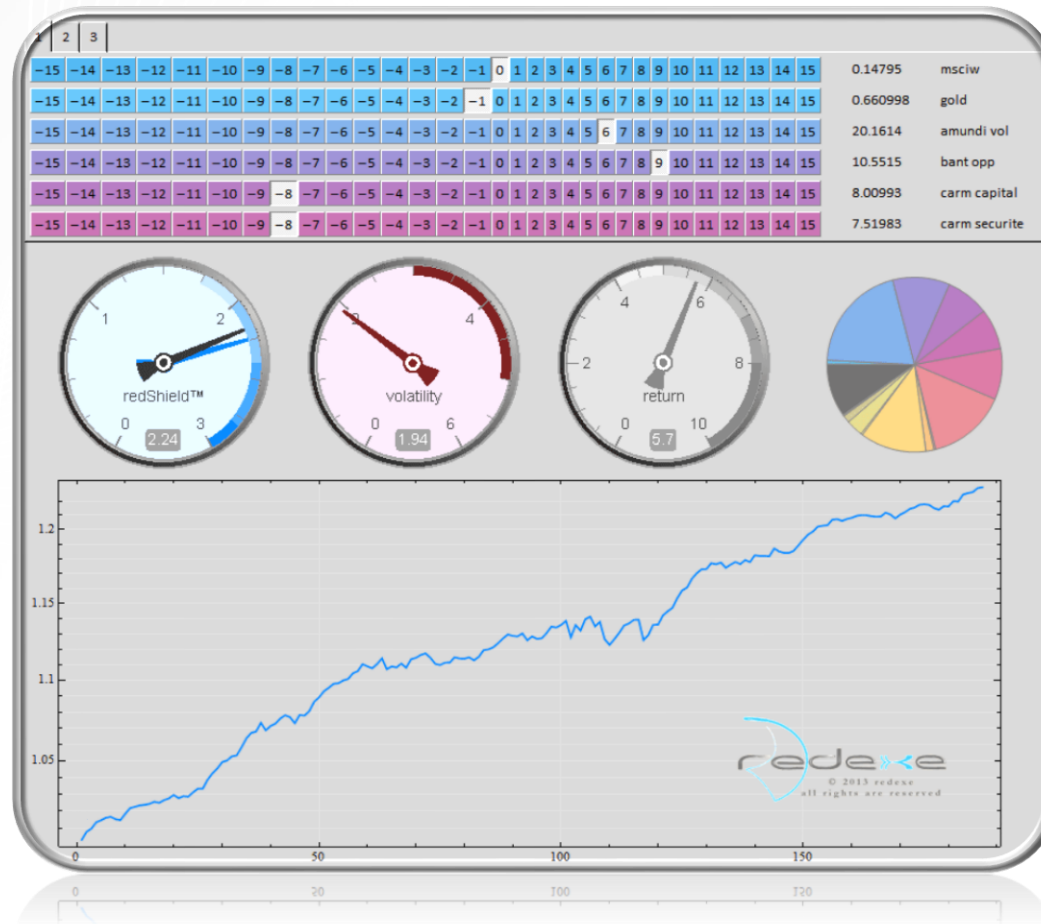 1 2 3
−15 −14 −13 −12 −11 −10 −9 −8 −7 −6 −5 −4 −3 −2 −1 0 1 2 3 4 5 6 7 8 9 10 11 12 13 14 15 0.14795 msciw
−15 −14 −13 −12 −11 −10 −9 −8 −7 −6 −5 −4 −3 −2 −1 0 1 2 3 4 5 6 7 8 9 10 11 12 13 14 15 0.660998 gold
−15 −14 −13 −12 −11 −10 −9 −8 −7 −6 −5 −4 −3 −2 −1 0 1 2 3 4 5 6 7 8 9 10 11 12 13 14 15 20.1614 amundi vol
−15 −14 −13 −12 −11 −10 −9 −8 −7 −6 −5 −4 −3 −2 −1 0 1 2 3 4 5 6 7 8 9 10 11 12 13 14 15 10.5515 bant opp
−15 −14 −13 −12 −11 −10 −9 −8 −7 −6 −5 −4 −3 −2 −1 0 1 2 3 4 5 6 7 8 9 10 11 12 13 14 15 8.00993 carm capital
−15 −14 −13 −12 −11 −10 −9 −8 −7 −6 −5 −4 −3 −2 −1 0 1 2 3 4 5 6 7 8 9 10 11 12 13 14 15 7.51983 carm securite
1 2
redShield™
0 3
2.24
2 4
volatility
0 6
1.94
4 6
2 8
return
0 10
5.7
1.2
1.15
1.1
1.05
redexe
© 2013 redexe
all rights are reserved
0 50 100 150